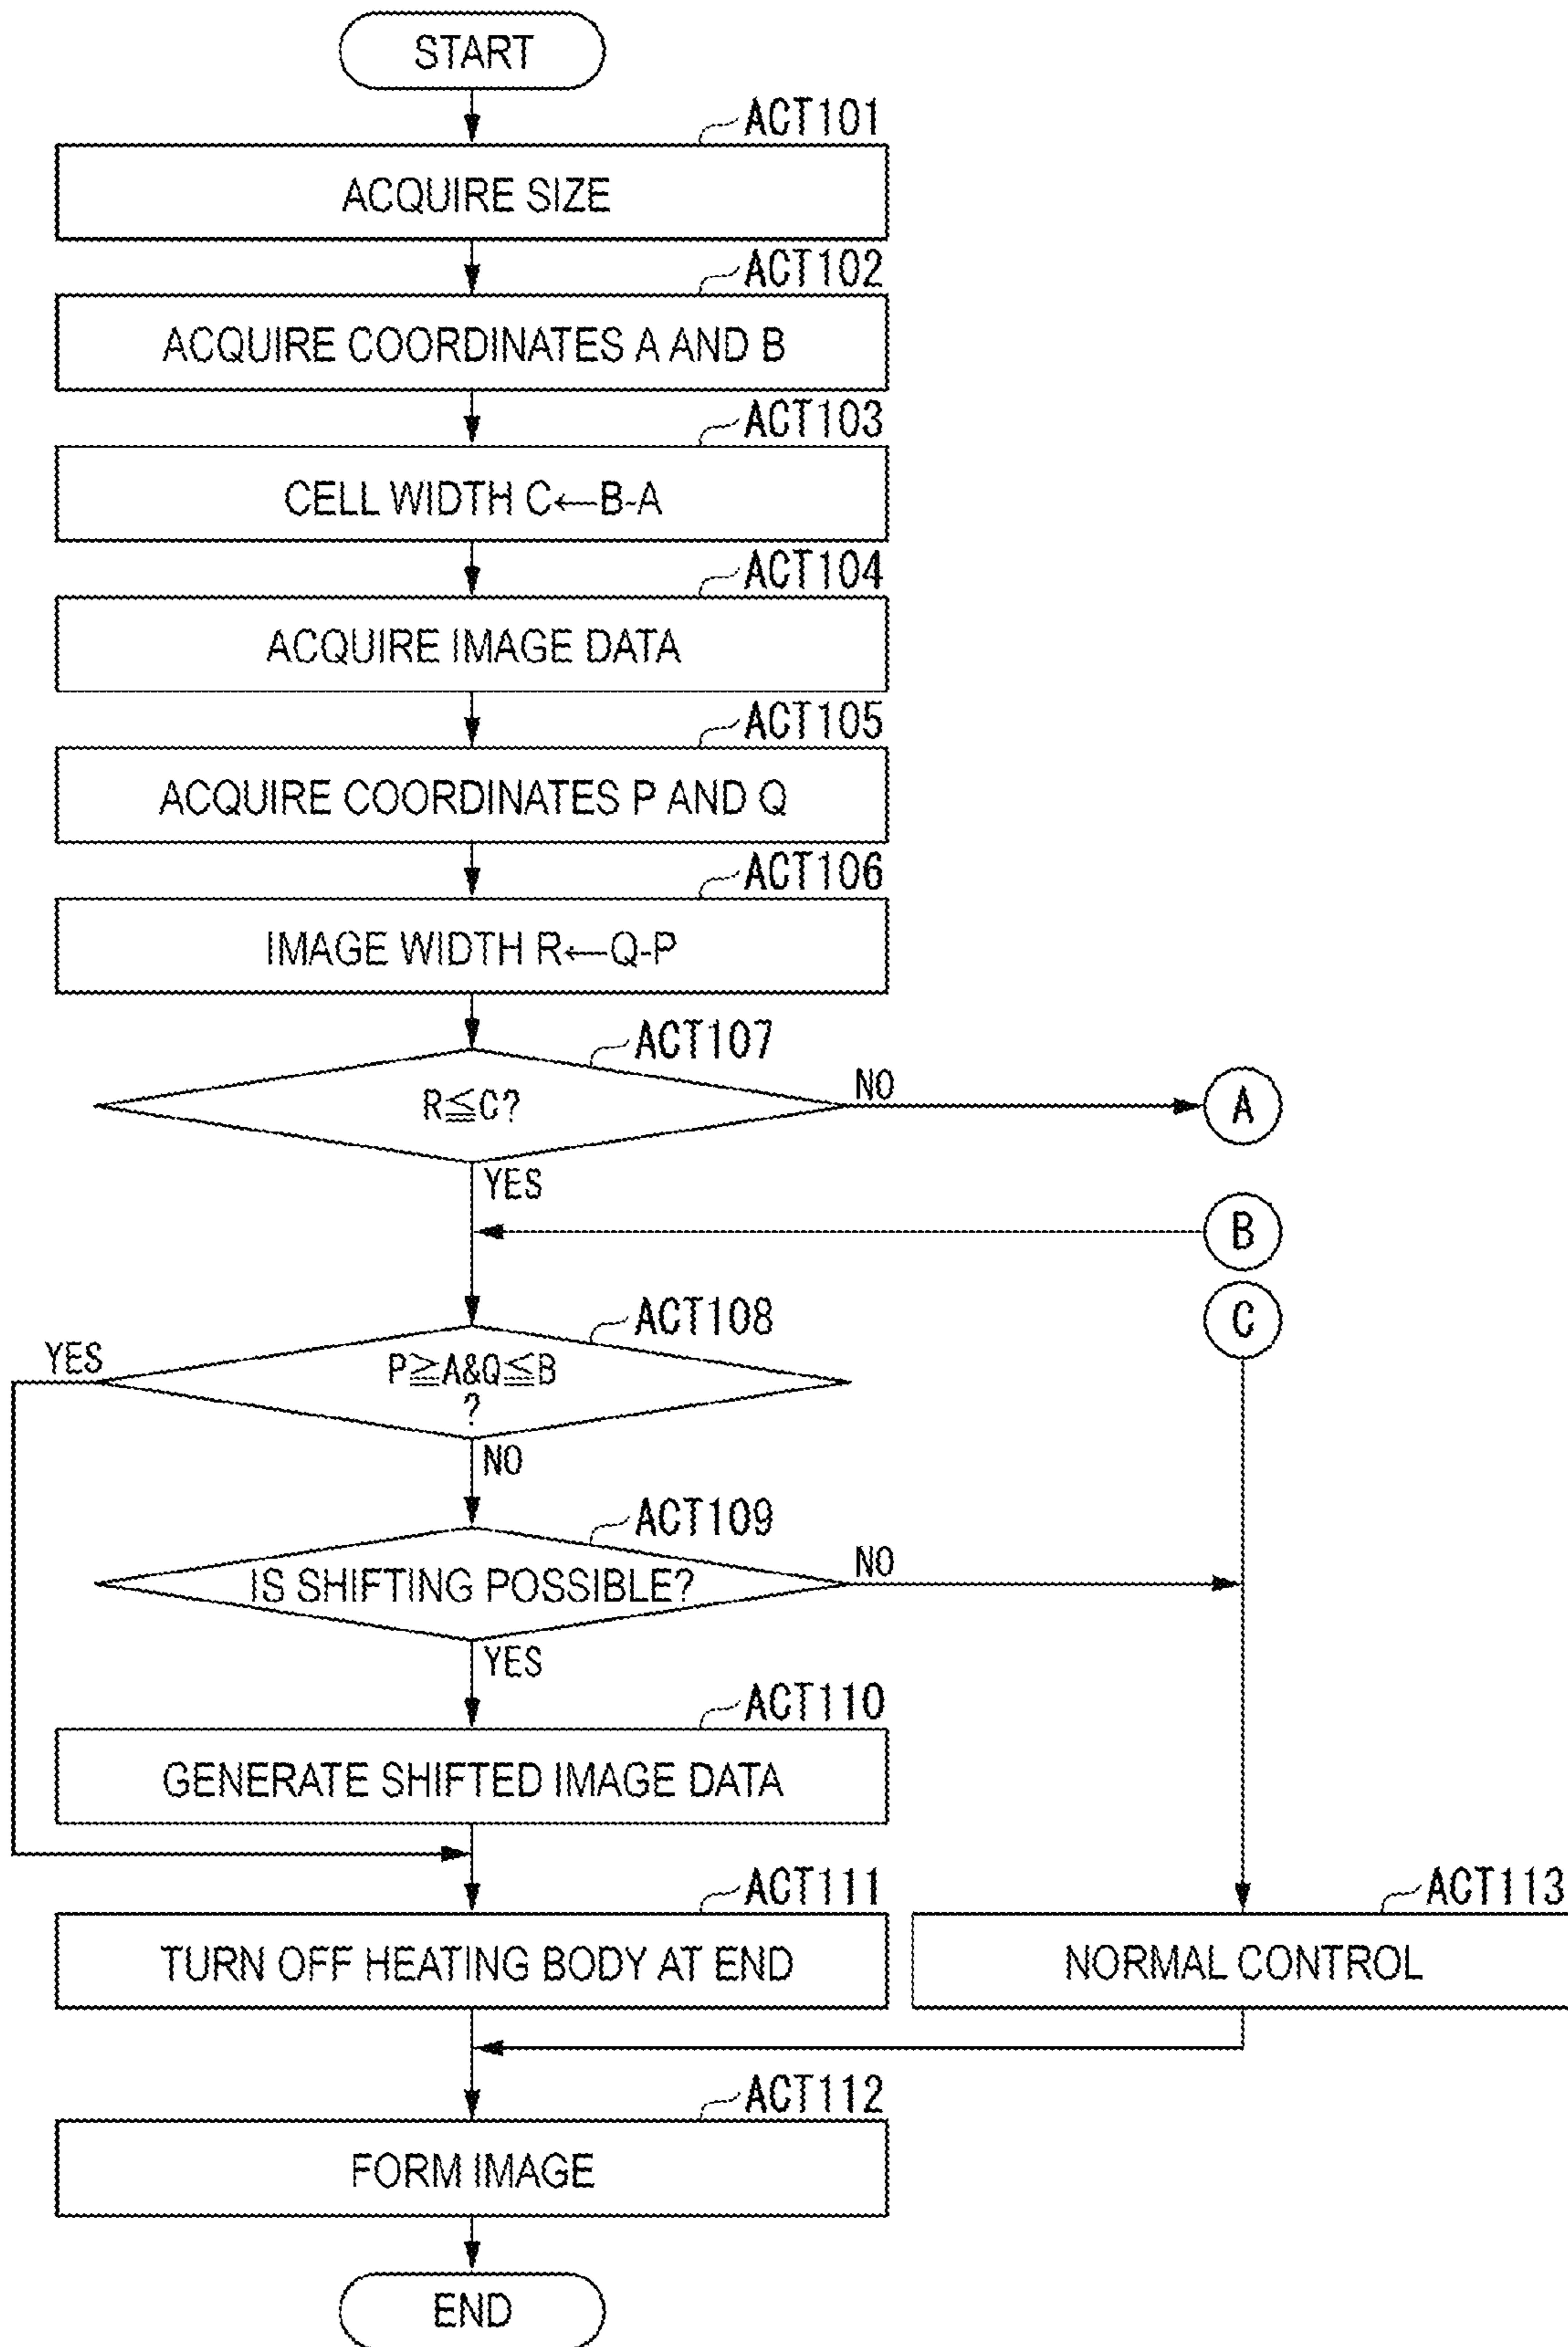 START
ACT101
ACQUIRE SIZE
ACT102
ACQUIRE COORDINATES A AND B
ACT103
CELL WIDTH C←B-A
ACT104
ACQUIRE IMAGE DATA
ACT105
ACQUIRE COORDINATES P AND Q
ACT106
IMAGE WIDTH R←Q-P
ACT107
R≦C?
NO
A
YES
B
C
ACT108
P≧A&Q≦B
?
YES
NO
ACT109
IS SHIFTING POSSIBLE?
NO
YES
ACT110
GENERATE SHIFTED IMAGE DATA
ACT111
TURN OFF HEATING BODY AT END
ACT113
NORMAL CONTROL
ACT112
FORM IMAGE
END